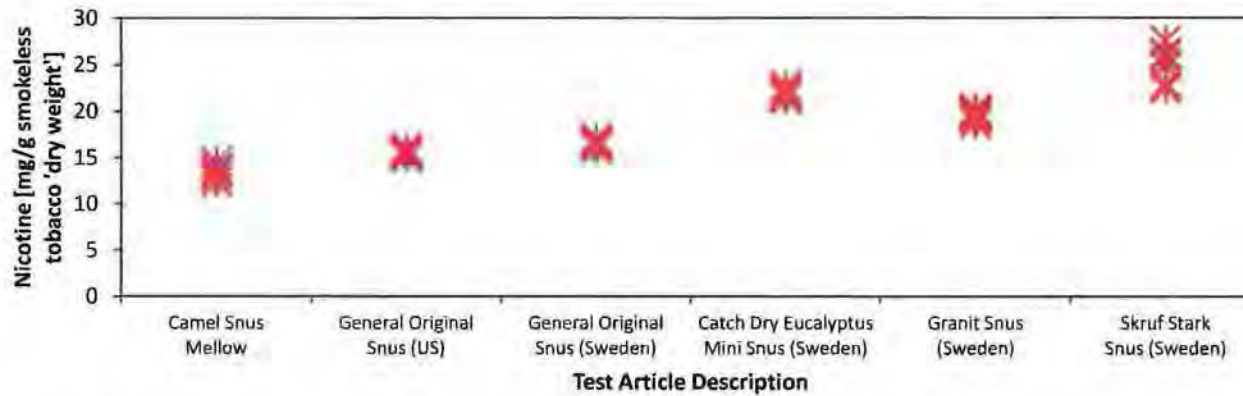 Nicotine [mg/g smokeless
tobacco 'dry weight']
30
25
20
15
10
5
0
Camel Snus
Mellow
General Original
Snus (US)
General Original
Snus (Sweden)
Catch Dry Eucalyptus
Mini Snus (Sweden)
Granit Snus
(Sweden)
Skruf Stark
Snus (Sweden)
Test Article Description